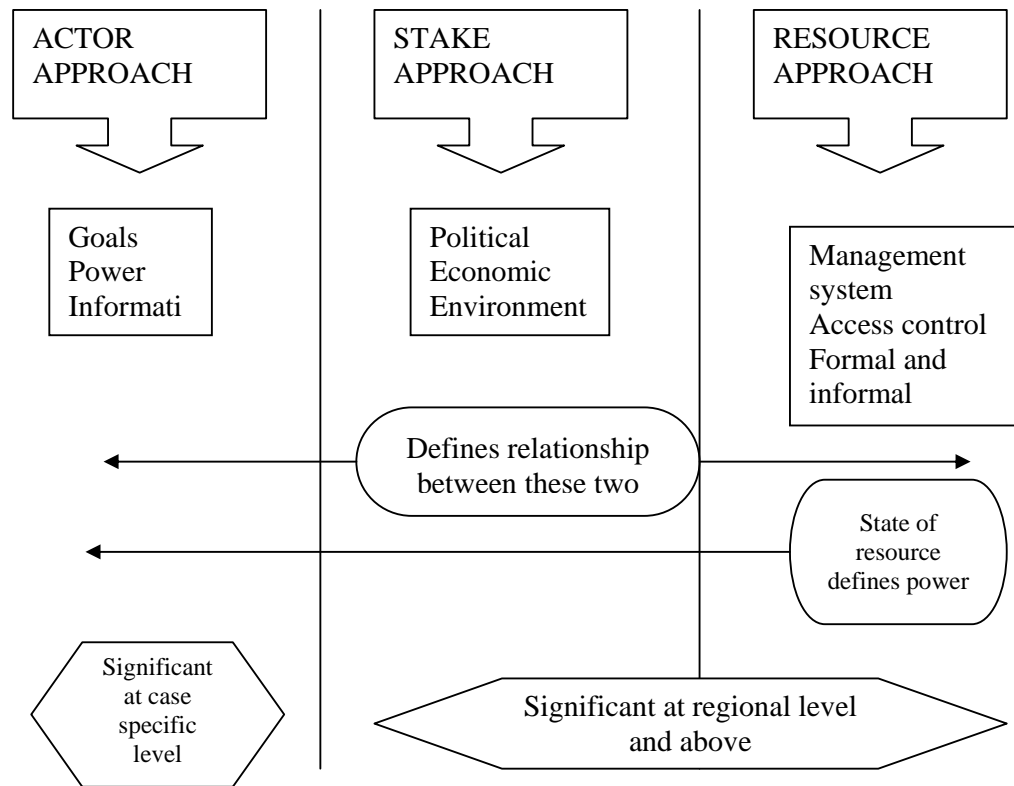 ACTOR
APPROACH
STAKE
APPROACH
RESOURCE
APPROACH
Goals
Power
Informati
Political
Economic
Environment
Management
system
Access control
Formal and
informal
Defines relationship
between these two
State of
resource
defines power
Significant
at case
specific
level
Significant at regional level
and above